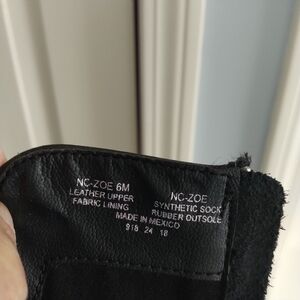 NC-ZOE 6M
LEATHER UPPER
FABRIC LINING
NC-ZOE
SYNTHETIC SOCK
RUBBER OUTSOLE
MADE IN MEXICO
918 24 18